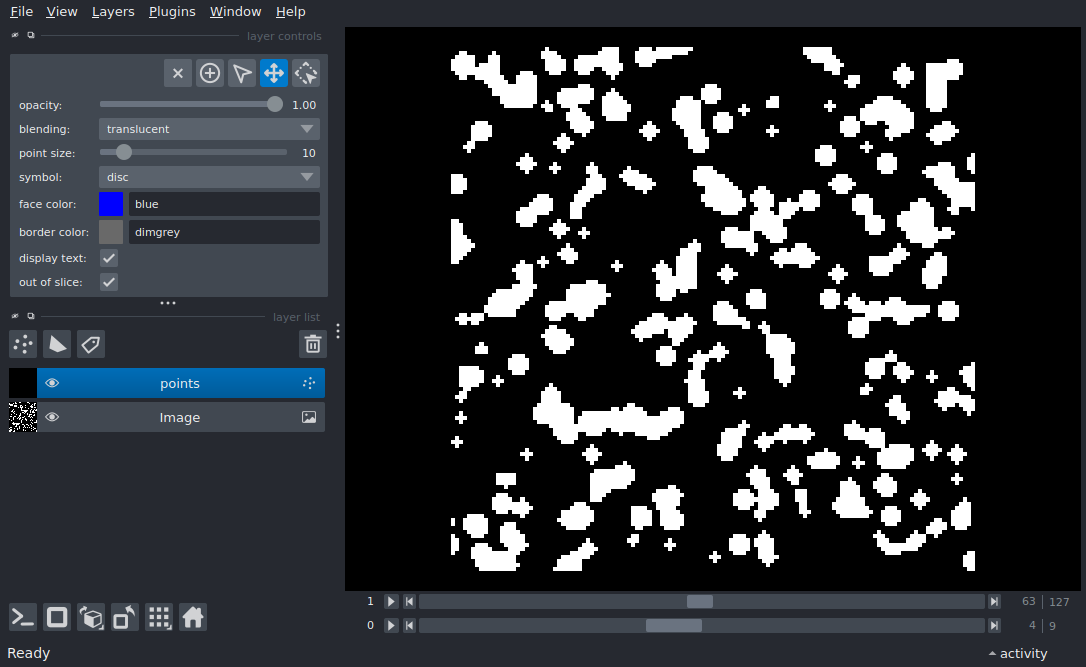 File View Layers Plugins Window Help
layer controls
opacity: 1.00
blending: translucent
point size: 10
symbol: disc
face color: blue
border color: dimgrey
display text:
out of slice:
layer list
points
Image
1 63 127
0 4 9
Ready activity